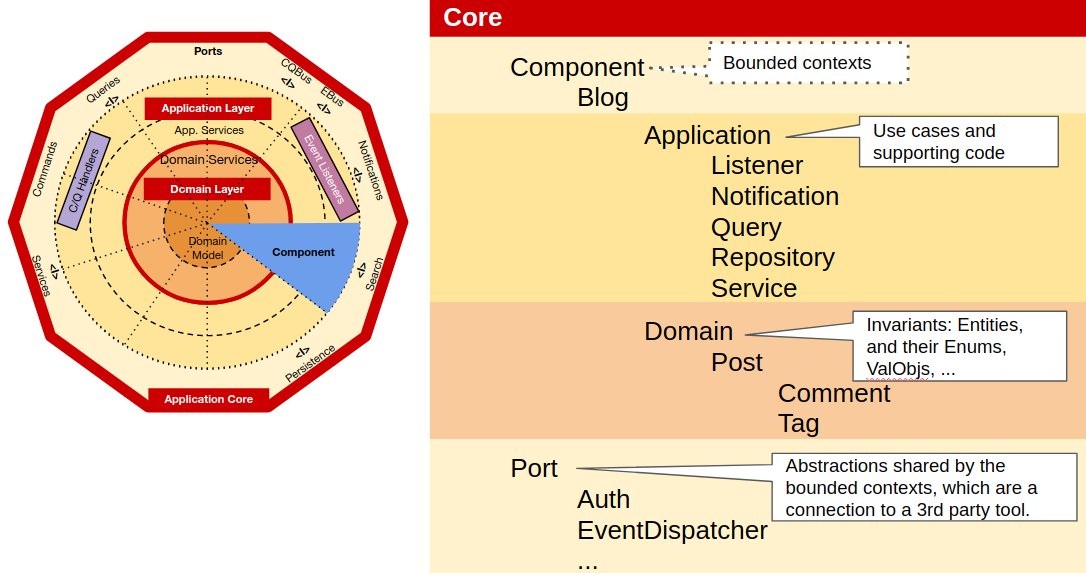 Ports
Queries
</>
CQBus
</>
EBus
</>
Application Layer
App. Services
Commands
C/Q Handlers
Event Listeners
Notifications
</>
Domain Services
Domain Layer
Domain
Model
Component
Services
</>
</>
Search
</>
Persistence
Application Core
Core
Component
Bounded contexts
Blog
Application
Use cases and
supporting code
Listener
Notification
Query
Repository
Service
Domain
Invariants: Entities,
and their Enums,
ValObjs, ...
Post
Comment
Tag
Port
Abstractions shared by the
bounded contexts, which are a
connection to a 3rd party tool.
Auth
EventDispatcher
...